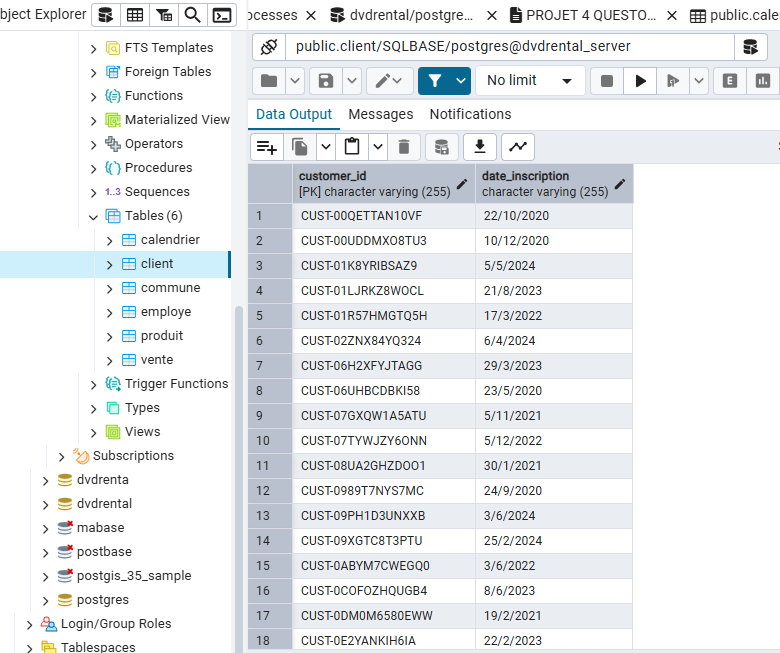 bject Explorer
ocesses
dvdrental/postgre...
PROJET 4 QUESTO...
public.cale
FTS Templates
Foreign Tables
Functions
Materialized View
Operators
Procedures
1..3 Sequences
Tables (6)
calendrier
client
commune
employe
produit
vente
Trigger Functions
Types
Views
Subscriptions
dvdrenta
dvdrental
mabase
postbase
postgis_35_sample
postgres
Login/Group Roles
Tablespaces
public.client/SQLBASE/postgres@dvdrental_server
No limit
E
Data Output Messages Notifications
customer_id date_inscription
[PK] character varying (255) character varying (255)
1 CUST-00QETTAN10VF 22/10/2020
2 CUST-00UDDMXO8TU3 10/12/2020
3 CUST-01K8YRIBSAZ9 5/5/2024
4 CUST-01LJRKZ8WOCL 21/8/2023
5 CUST-01R57HMGTQ5H 17/3/2022
6 CUST-02ZNX84YQ324 6/4/2024
7 CUST-06H2XFYJTAGG 29/3/2023
8 CUST-06UHBCDBKI58 23/5/2020
9 CUST-07GXQW1A5ATU 5/11/2021
10 CUST-07TYWJZY6ONN 5/12/2022
11 CUST-08UA2GHZDOO1 30/1/2021
12 CUST-0989T7NYS7MC 24/9/2020
13 CUST-09PH1D3UNXXB 3/6/2024
14 CUST-09XGTC8T3PTU 25/2/2024
15 CUST-0ABYM7CWEGQ0 3/6/2022
16 CUST-0COFOZHQUGB4 8/6/2023
17 CUST-0DM0M6580EWW 19/2/2021
18 CUST-0E2YANKIH6IA 22/2/2023